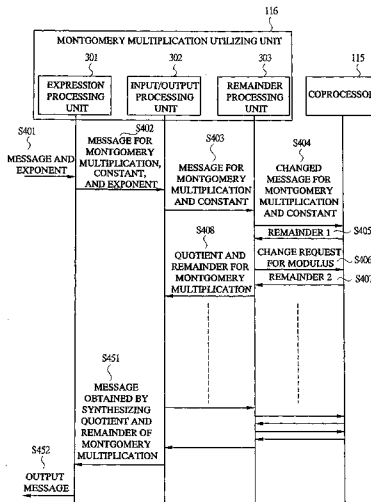 116
MONTGOMERY MULTIPLICATION UTILIZING UNIT
301
302
303
115
EXPRESSION
PROCESSING
UNIT
INPUT/OUTPUT
PROCESSING
UNIT
REMAINDER
PROCESSING
UNIT
COPROCESSOR
S401
MESSAGE AND
EXPONENT
S402
MESSAGE FOR
MONTGOMERY
MULTIPLICATION,
CONSTANT,
AND EXPONENT
S403
MESSAGE FOR
MONTGOMERY
MULTIPLICATION
AND CONSTANT
S404
CHANGED
MESSAGE FOR
MONTGOMERY
MULTIPLICATION
AND CONSTANT
REMAINDER 1
S405
S408
QUOTIENT AND
REMAINDER FOR
MONTGOMERY
MULTIPLICATION
CHANGE REQUEST
FOR MODULUS
S406
REMAINDER 2
S407
S451
MESSAGE
OBTAINED BY
SYNTHESIZING
QUOTIENT AND
REMAINDER OF
MONTGOMERY
MULTIPLICATION
S452
OUTPUT
MESSAGE